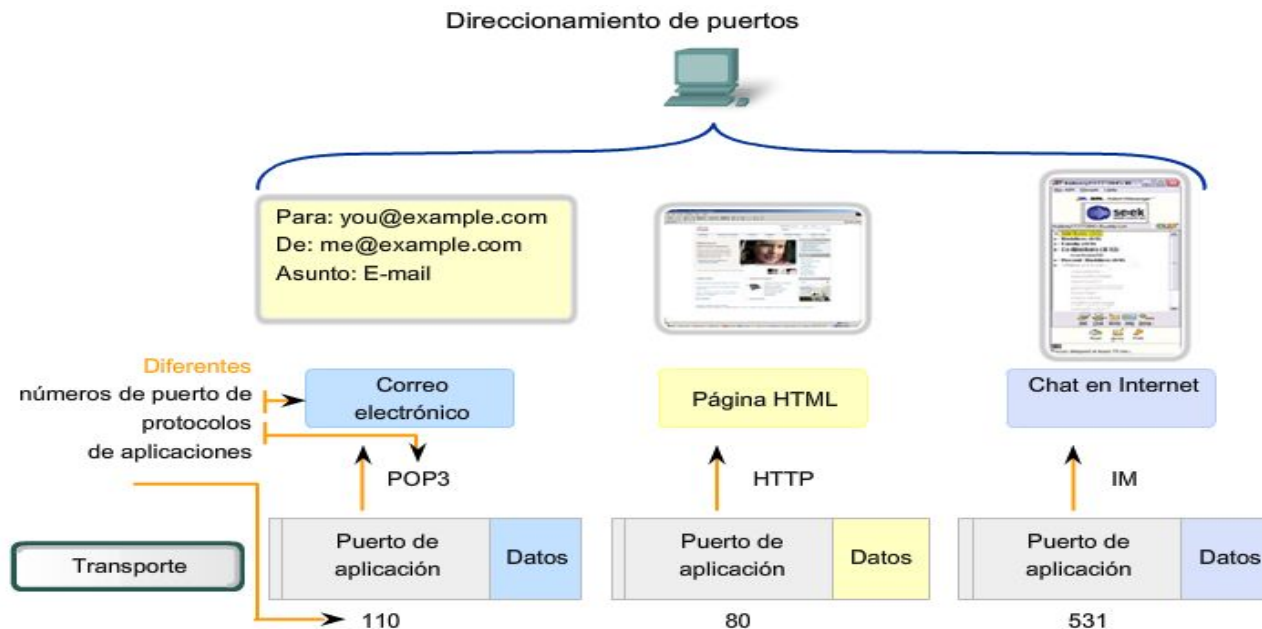 Direccionamiento de puertos
Para: you@example.com
De: me@example.com
Asunto: E-mail
seek
Diferentes
números de puerto de
protocolos
de aplicaciones
Correo
electrónico
Página HTML
Chat en Internet
POP3
HTTP
IM
Transporte
Puerto de
aplicación
Datos
Puerto de
aplicación
Datos
Puerto de
aplicación
Datos
110
80
531